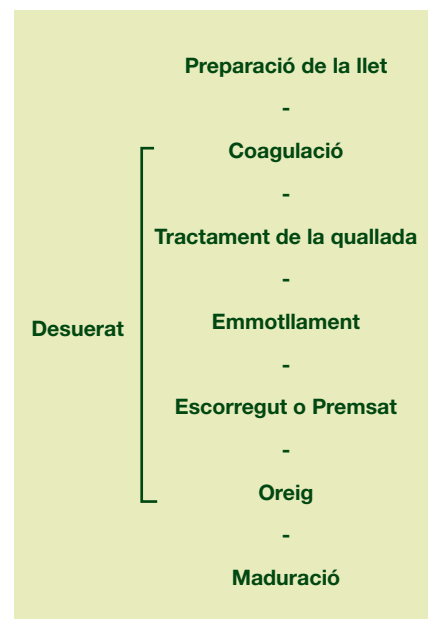 Preparació de la llet
-
Coagulació
-
Tractament de la quallada
-
Desuerat
Emmotllament
-
Escorregut o Premsat
-
Oreig
-
Maduració